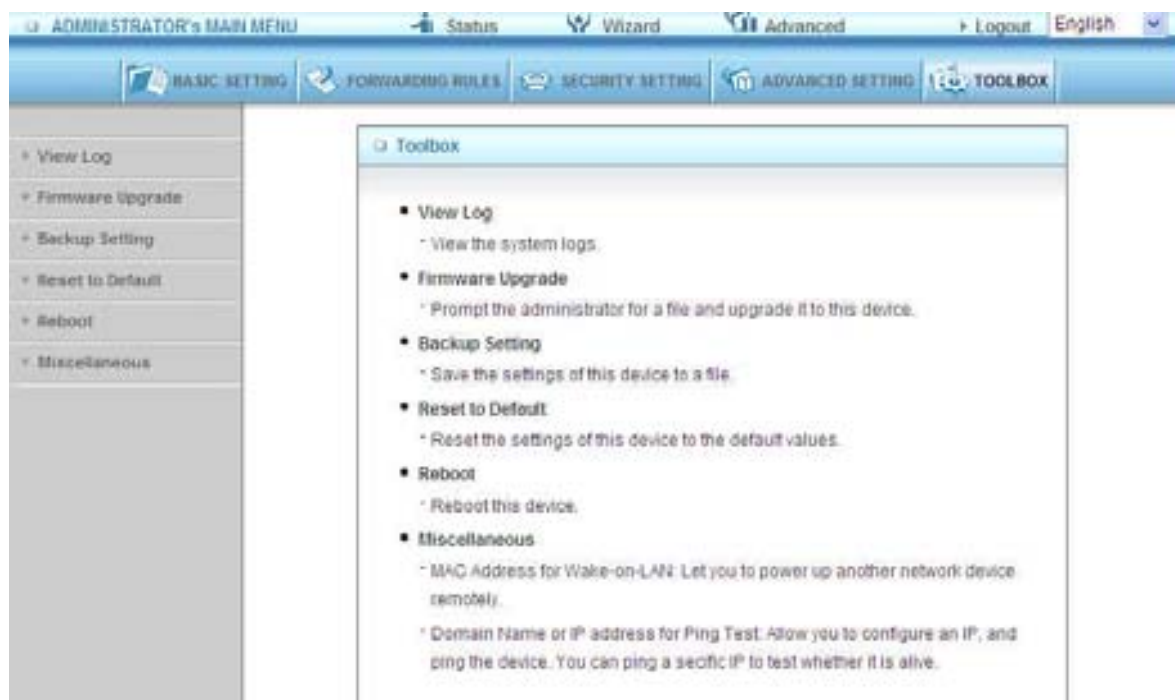 ADMINISTRATOR's MAIN MENU Status Wizard Advanced Logout English
BASIC SETTING FORWARDING RULES SECURITY SETTING ADVANCED SETTING TOOLBOX
View Log
Firmware Upgrade
Backup Setting
Reset to Default
Reboot
Miscellaneous
Toolbox
View Log
- View the system logs.
Firmware Upgrade
- Prompt the administrator for a file and upgrade it to this device.
Backup Setting
- Save the settings of this device to a file.
Reset to Default
- Reset the settings of this device to the default values.
Reboot
- Reboot this device.
Miscellaneous
- MAC Address for Wake-on-LAN: Let you to power up another network device
remotely.
- Domain Name or IP address for Ping Test: Allow you to configure an IP, and
ping the device. You can ping a secific IP to test whether it is alive.